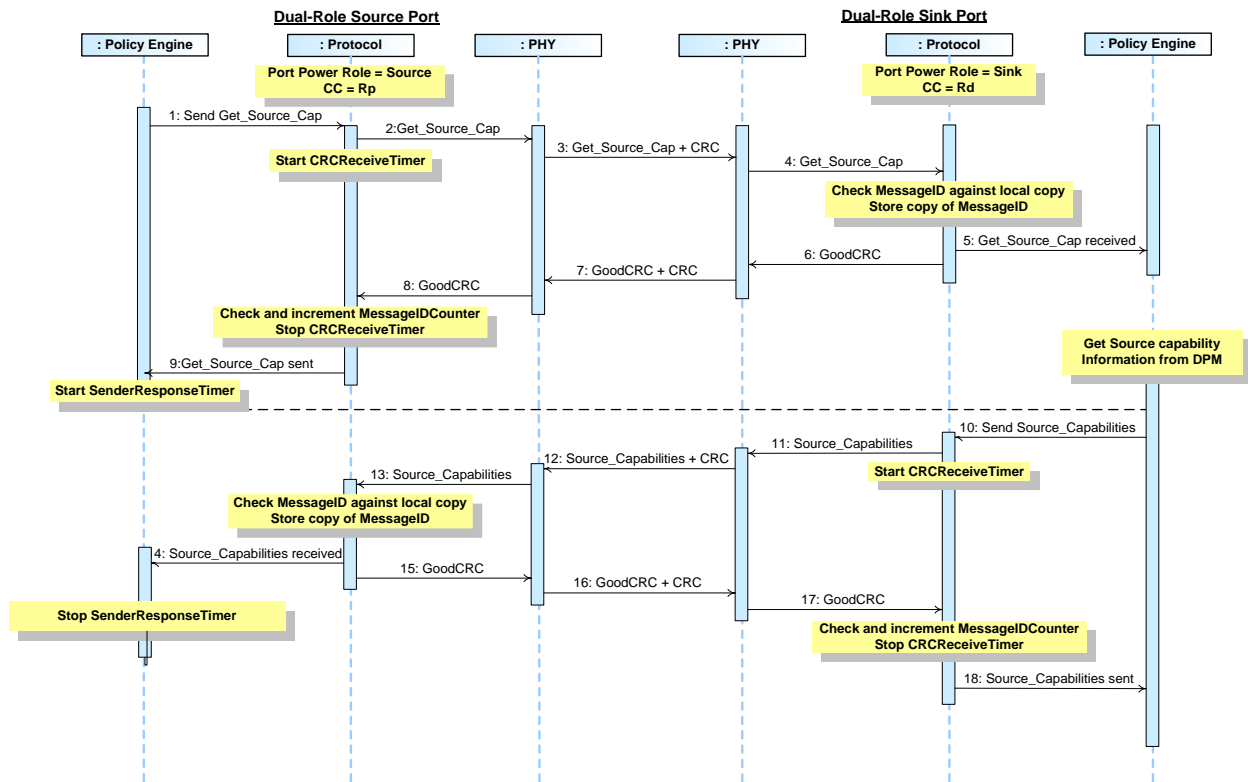 Dual-Role Source Port
Dual-Role Sink Port
: Policy Engine
: Protocol
: PHY
: PHY
: Protocol
: Policy Engine
Port Power Role = Source
CC = Rp
Port Power Role = Sink
CC = Rd
1: Send Get_Source_Cap
2:Get_Source_Cap
Start CRCReceiveTimer
3: Get_Source_Cap + CRC
4: Get_Source_Cap
Check MessageID against local copy
Store copy of MessageID
5: Get_Source_Cap received
6: GoodCRC
7: GoodCRC + CRC
8: GoodCRC
Check and increment MessageIDCounter
Stop CRCReceiveTimer
9:Get_Source_Cap sent
Start SenderResponseTimer
Get Source capability
Information from DPM
10: Send Source_Capabilities
11: Source_Capabilities
Start CRCReceiveTimer
12: Source_Capabilities + CRC
13: Source_Capabilities
Check MessageID against local copy
Store copy of MessageID
4: Source_Capabilities received
15: GoodCRC
16: GoodCRC + CRC
17: GoodCRC
Stop SenderResponseTimer
Check and increment MessageIDCounter
Stop CRCReceiveTimer
18: Source_Capabilities sent